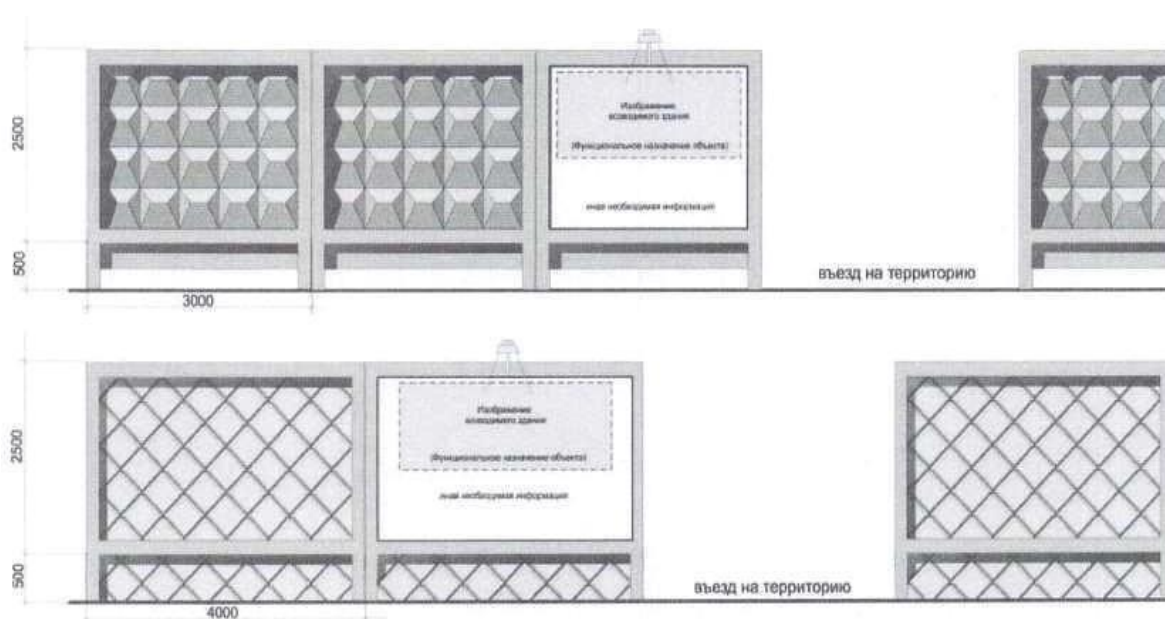 2500
Изображение
возводимого здания
(Функциональное назначение объекта)
иная необходимая информация
500
въезд на территорию
3000
2500
Изображение
возводимого здания
(Функциональное назначение объекта)
иная необходимая информация
500
въезд на территорию
4000